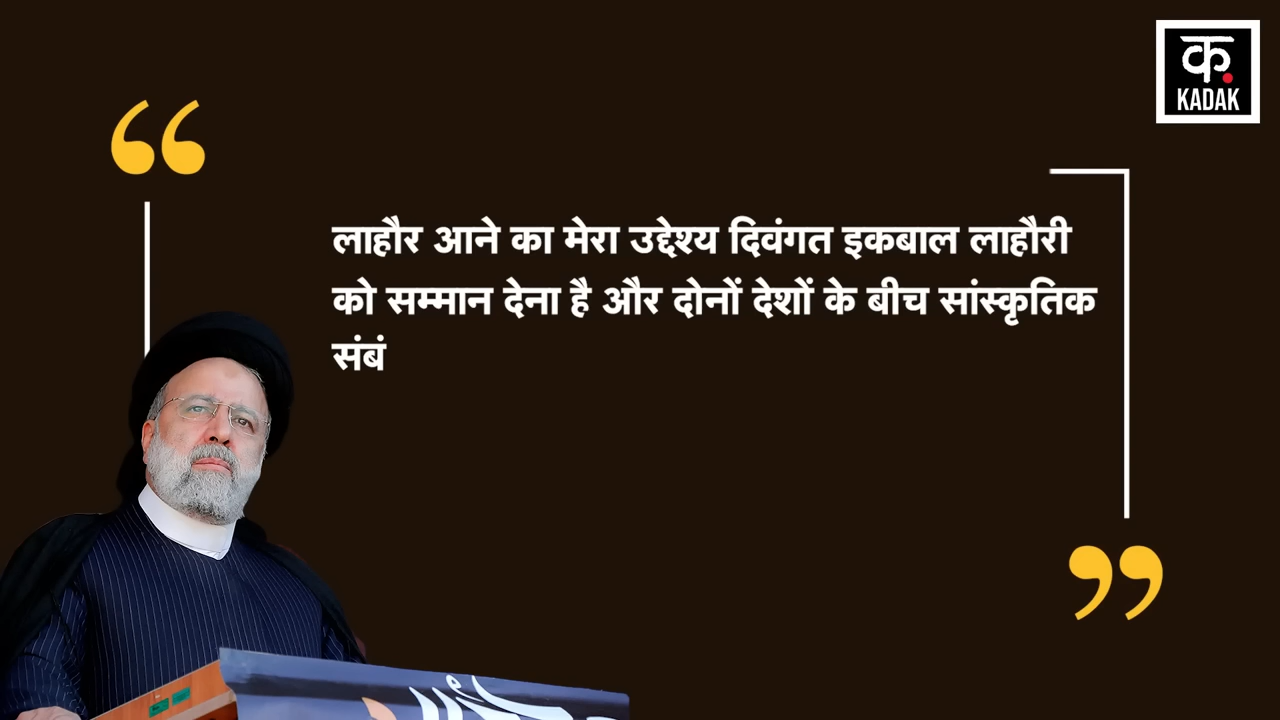 क.
KADAK
लाहौर आने का मेरा उद्देश्य दिवंगत इकबाल लाहौरी
को सम्मान देना है और दोनों देशों के बीच सांस्कृतिक
संबं